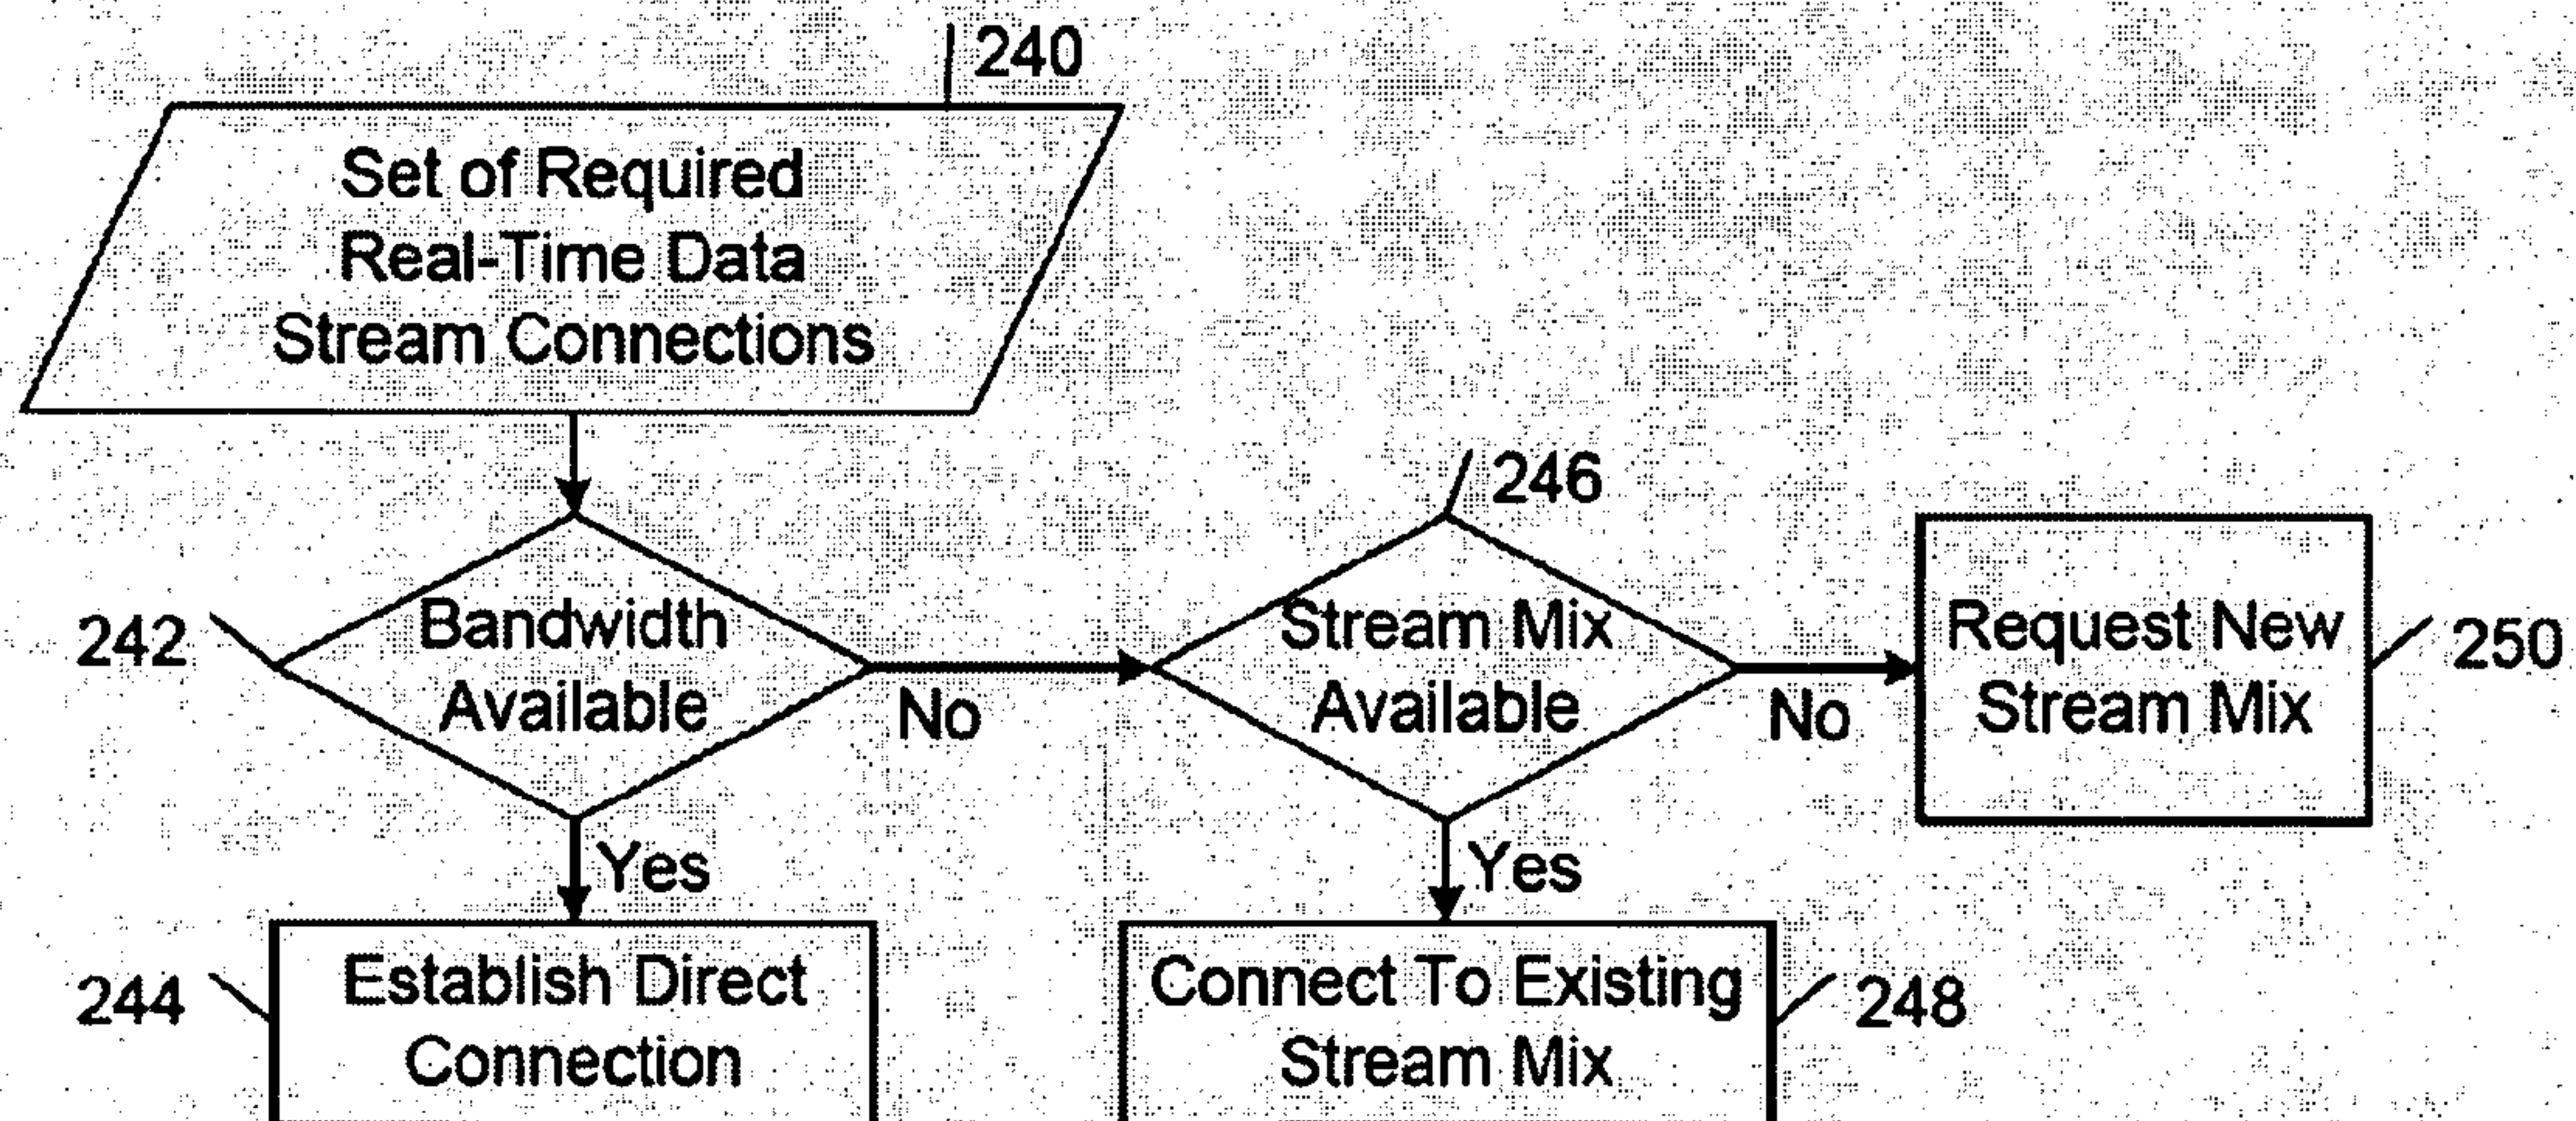 240
Set of Required
Real-Time Data
Stream Connections
242
Bandwidth
Available
No
Yes
246
Stream Mix
Available
No
Yes
Request New
Stream Mix
250
244
Establish Direct
Connection
Connect To Existing
Stream Mix
248